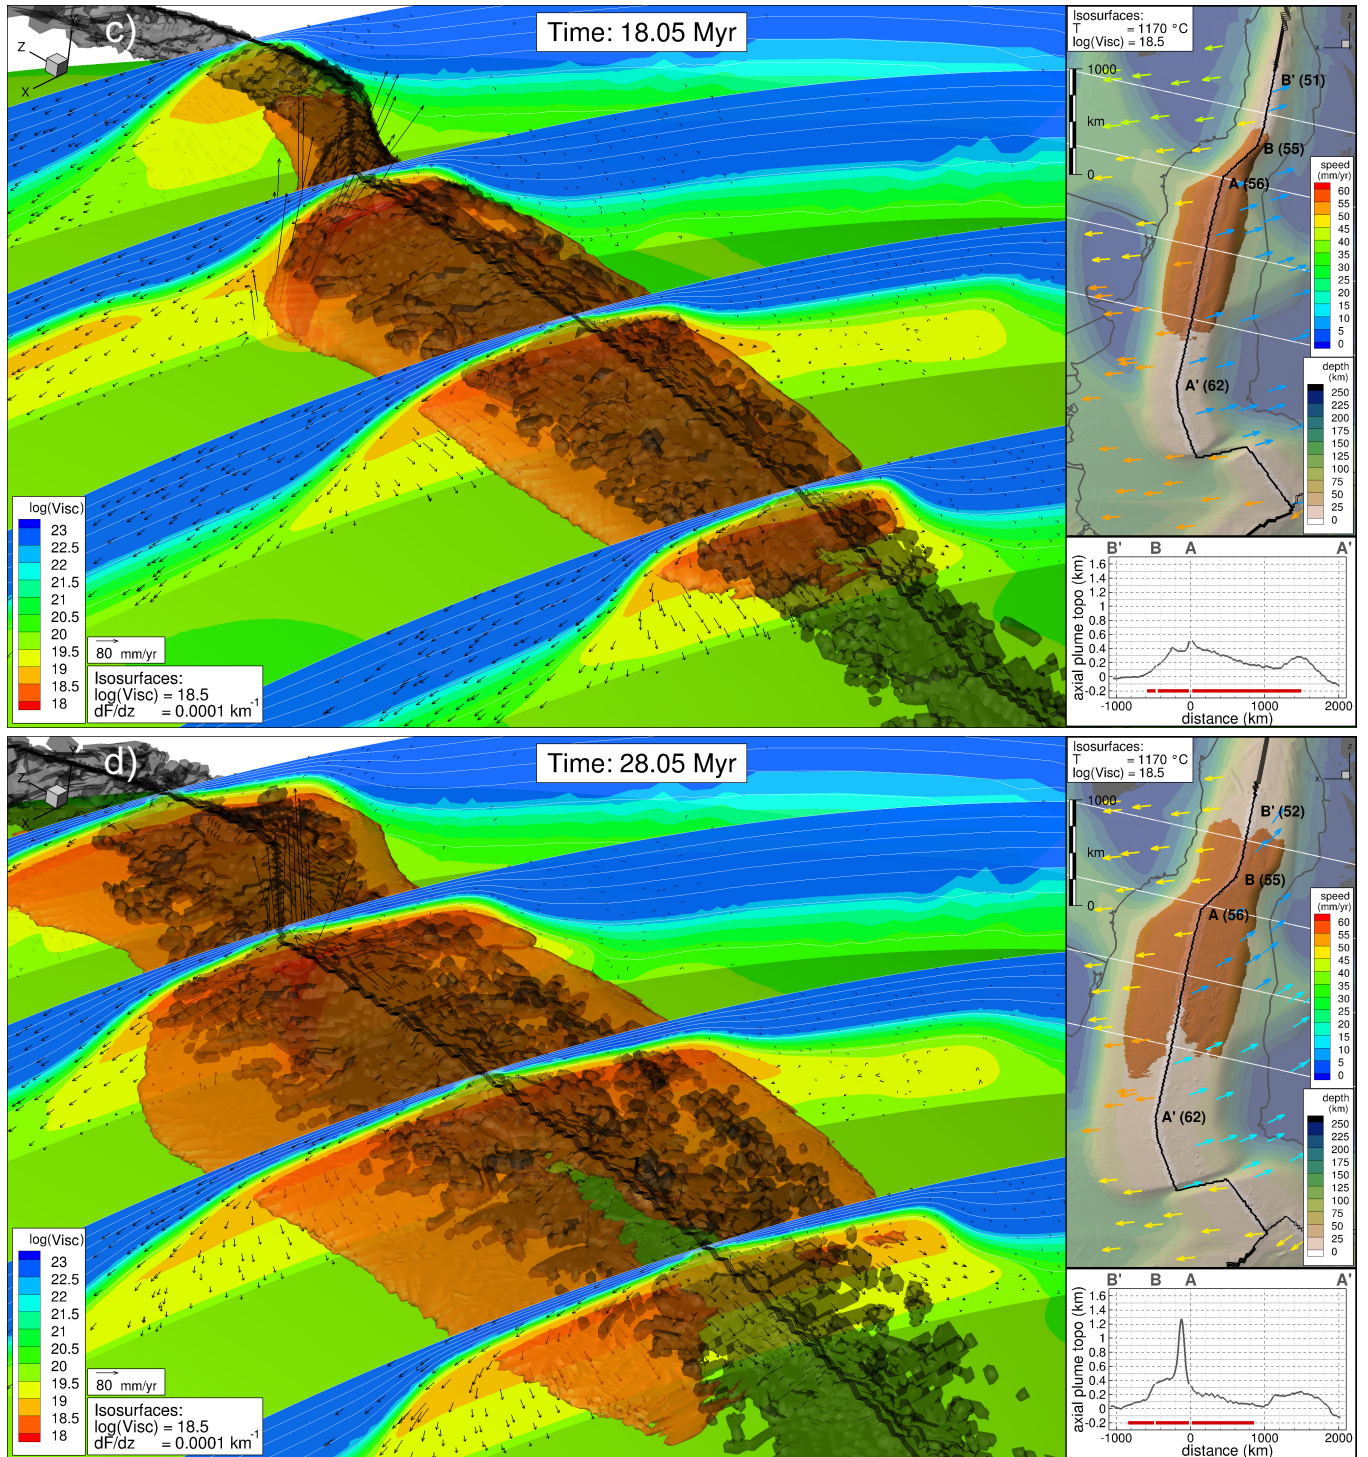 c)
Time: 18.05 Myr
Y
Z
X
log(Visc)
23
22.5
22
21.5
21
20.5
20
19.5
19
18.5
18
80 mm/yr
Isosurfaces:
log(Visc) = 18.5
dF/dz = 0.0001 km-1
Isosurfaces:
T = 1170 °C
log(Visc) = 18.5
z
x
1000
km
0
B' (51)
B (55)
A (56)
A' (62)
speed
(mm/yr)
60
55
50
45
40
35
30
25
20
15
10
5
0
depth
(km)
250
225
200
175
150
125
100
75
50
25
0
B' B A A'
axial plume topo (km)
1.6
1.4
1.2
1
0.8
0.6
0.4
0.2
0
-0.2
-1000 0 1000 2000
distance (km)
d)
Time: 28.05 Myr
Y
Z
X
log(Visc)
23
22.5
22
21.5
21
20.5
20
19.5
19
18.5
18
80 mm/yr
Isosurfaces:
log(Visc) = 18.5
dF/dz = 0.0001 km-1
Isosurfaces:
T = 1170 °C
log(Visc) = 18.5
z
x
1000
km
0
B' (52)
B (55)
A (56)
A' (62)
speed
(mm/yr)
60
55
50
45
40
35
30
25
20
15
10
5
0
depth
(km)
250
225
200
175
150
125
100
75
50
25
0
B' B A A'
axial plume topo (km)
1.6
1.4
1.2
1
0.8
0.6
0.4
0.2
0
-0.2
-1000 0 1000 2000
distance (km)